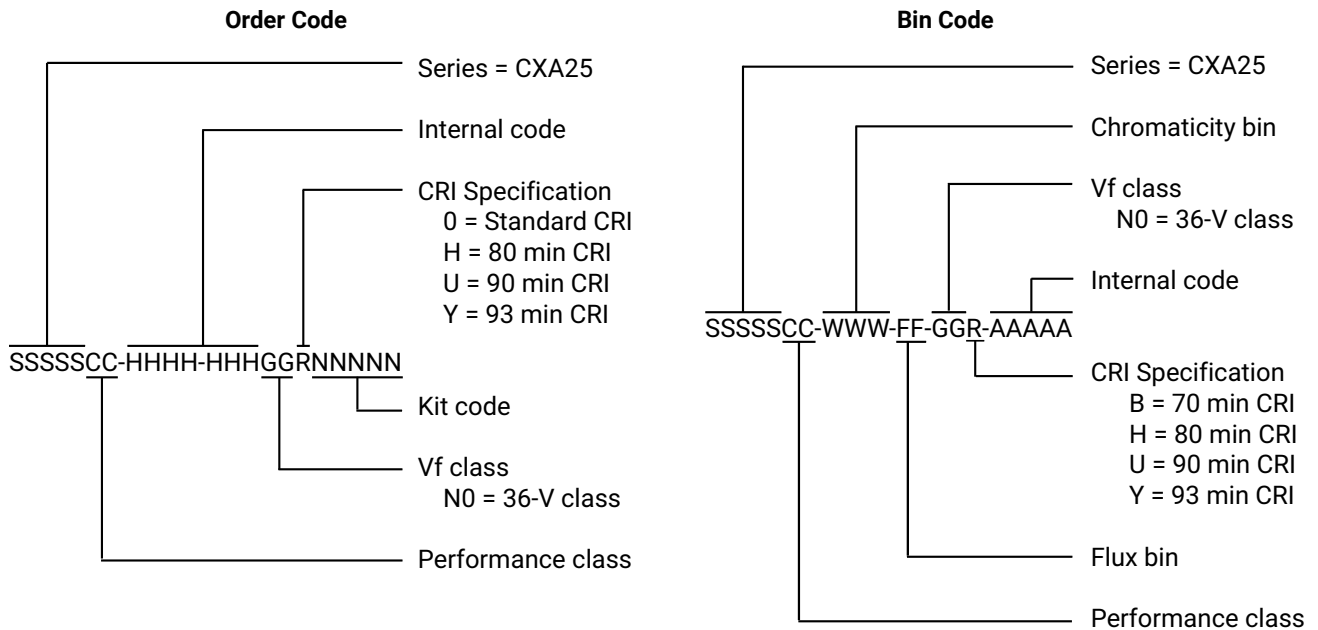 Order Code
Series = CXA25
Internal code
CRI Specification
0 = Standard CRI
H = 80 min CRI
U = 90 min CRI
Y = 93 min CRI
SSSSSCC-HHHH-HHHGGRNNNNN
Kit code
Vf class
N0 = 36-V class
Performance class
Bin Code
Series = CXA25
Chromaticity bin
Vf class
N0 = 36-V class
Internal code
SSSSSCC-WWW-FF-GGR-AAAAA
CRI Specification
B = 70 min CRI
H = 80 min CRI
U = 90 min CRI
Y = 93 min CRI
Flux bin
Performance class